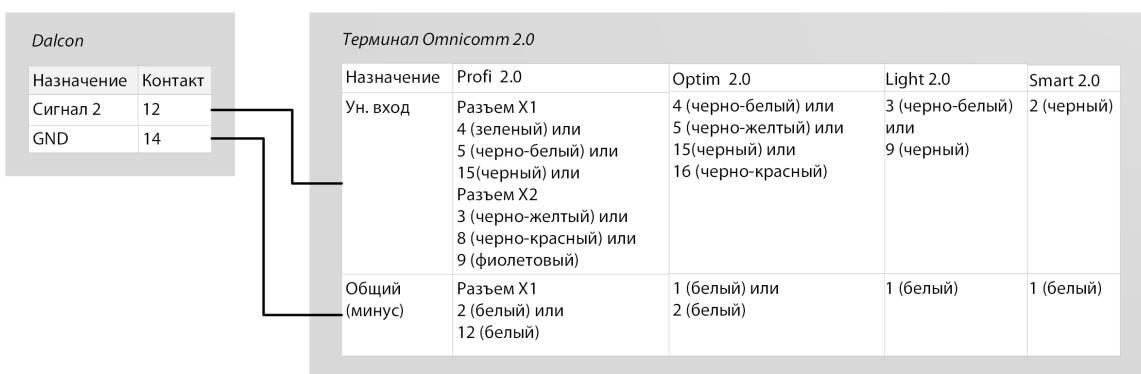 Dalcon
Назначение Контакт
Сигнал 2 12
GND 14
Терминал Omnicomm 2.0
Назначение Profi 2.0 Optim 2.0 Light 2.0 Smart 2.0
Ун. вход
Разъем X1
4 (зеленый) или
5 (черно-белый) или
15(черный) или
Разъем X2
3 (черно-желтый) или
8 (черно-красный) или
9 (фиолетовый)
4 (черно-белый) или
5 (черно-желтый) или
15(черный) или
16 (черно-красный)
3 (черно-белый)
или
9 (черный)
2 (черный)
Общий
(минус)
Разъем X1
2 (белый) или
12 (белый)
1 (белый) или
2 (белый)
1 (белый)
1 (белый)